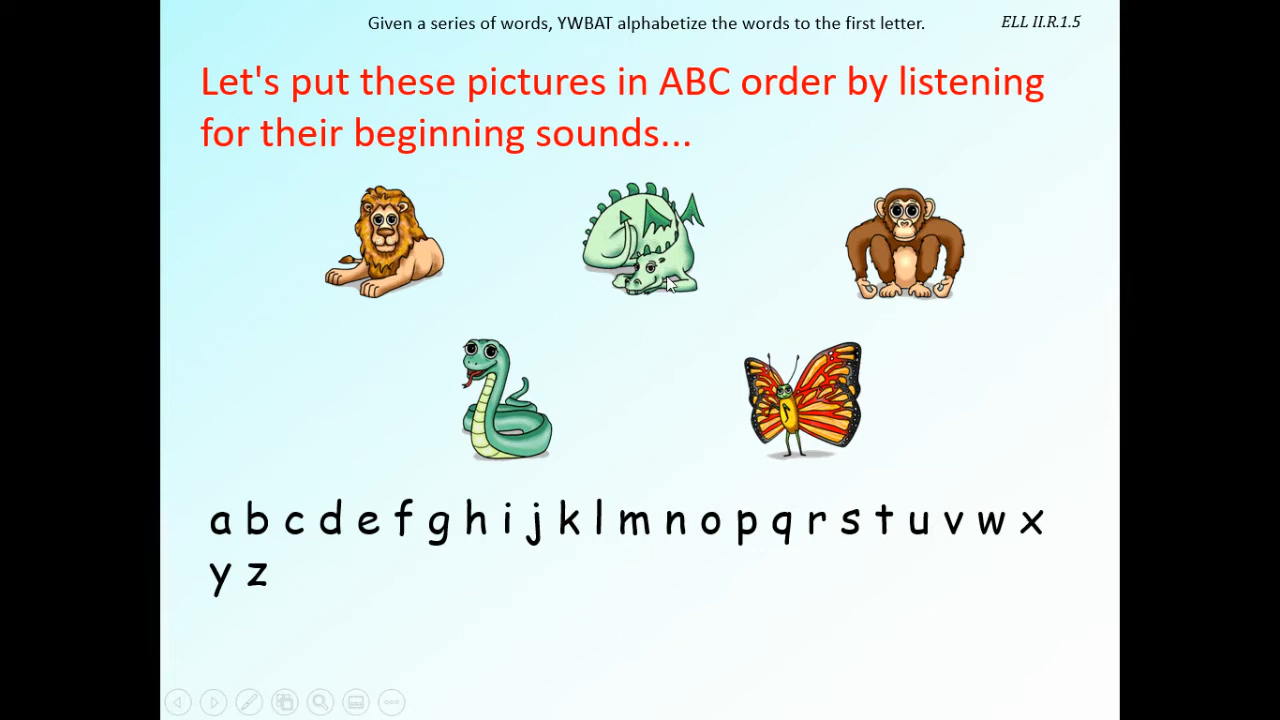 Given a series of words, YWBAT alphabetize the words to the first letter.
ELL II.R.1.5
Let's put these pictures in ABC order by listening
for their beginning sounds...
a b c d e f g h i j k l m n o p q r s t u v w x
y z